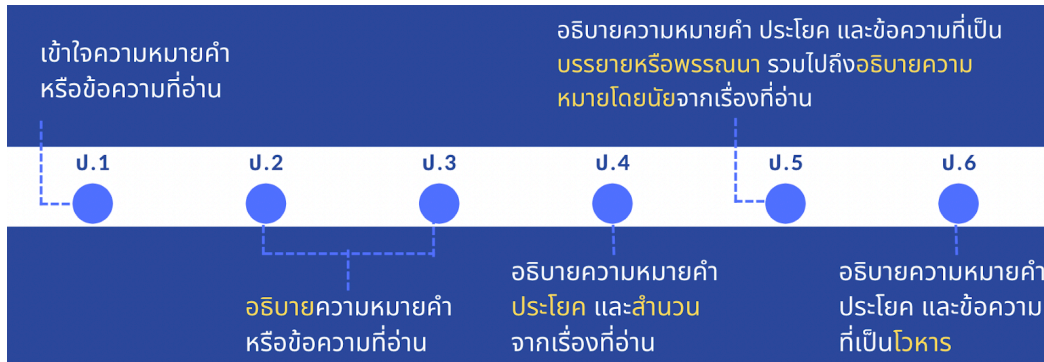 เข้าใจความหมายคำ
หรือข้อความที่อ่าน
อธิบายความหมายคำ ประโยค และข้อความที่เป็น
บรรยายหรือพรรณนา รวมไปถึงอธิบายความ
หมายโดยนัยจากเรื่องที่อ่าน
ป.1
ป.2
ป.3
ป.4
ป.5
ป.6
อธิบายความหมายคำ
หรือข้อความที่อ่าน
อธิบายความหมายคำ
ประโยค และสำนวน
จากเรื่องที่อ่าน
อธิบายความหมายคำ
ประโยค และข้อความ
ที่เป็นโวหาร